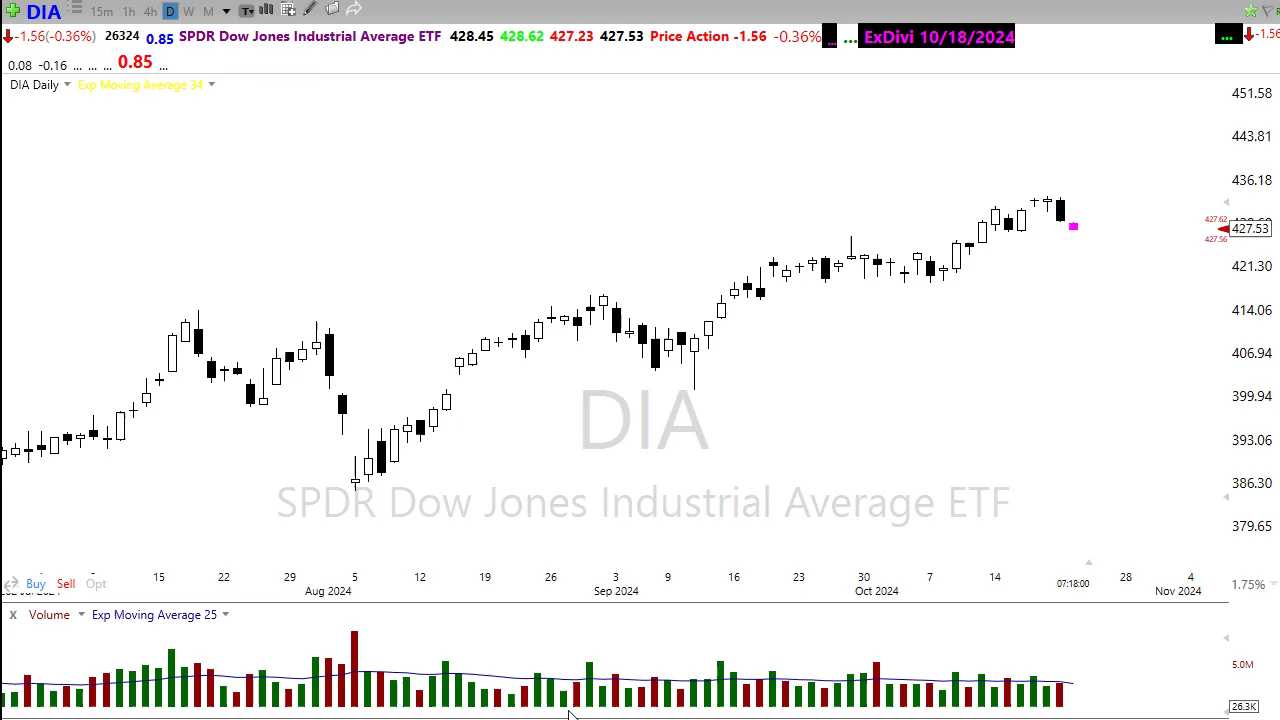 DIA 15m 1h 4h D W M T
-1.56(-0.36%) 26324 0.85 SPDR Dow Jones Industrial Average ETF 428.45 428.62 427.23 427.53 Price Action -1.56 -0.36% ... ... ExDivi 10/18/2024 ... -1.56
0.08 -0.16 ... ... ... 0.85 ...
DIA Daily Exp Moving Average 34
451.58
443.81
436.18
427.62
427.53
427.56
421.30
414.06
406.94
399.94
393.06
386.30
379.65
DIA
SPDR Dow Jones Industrial Average ETF
15 22 29 5 12 19 26 3 9 16 23 30 7 14 28 4
Buy Sell Opt 07:18:00 1.75%
Aug 2024 Sep 2024 Oct 2024 Nov 2024
X Volume Exp Moving Average 25
5.0M
26.3K